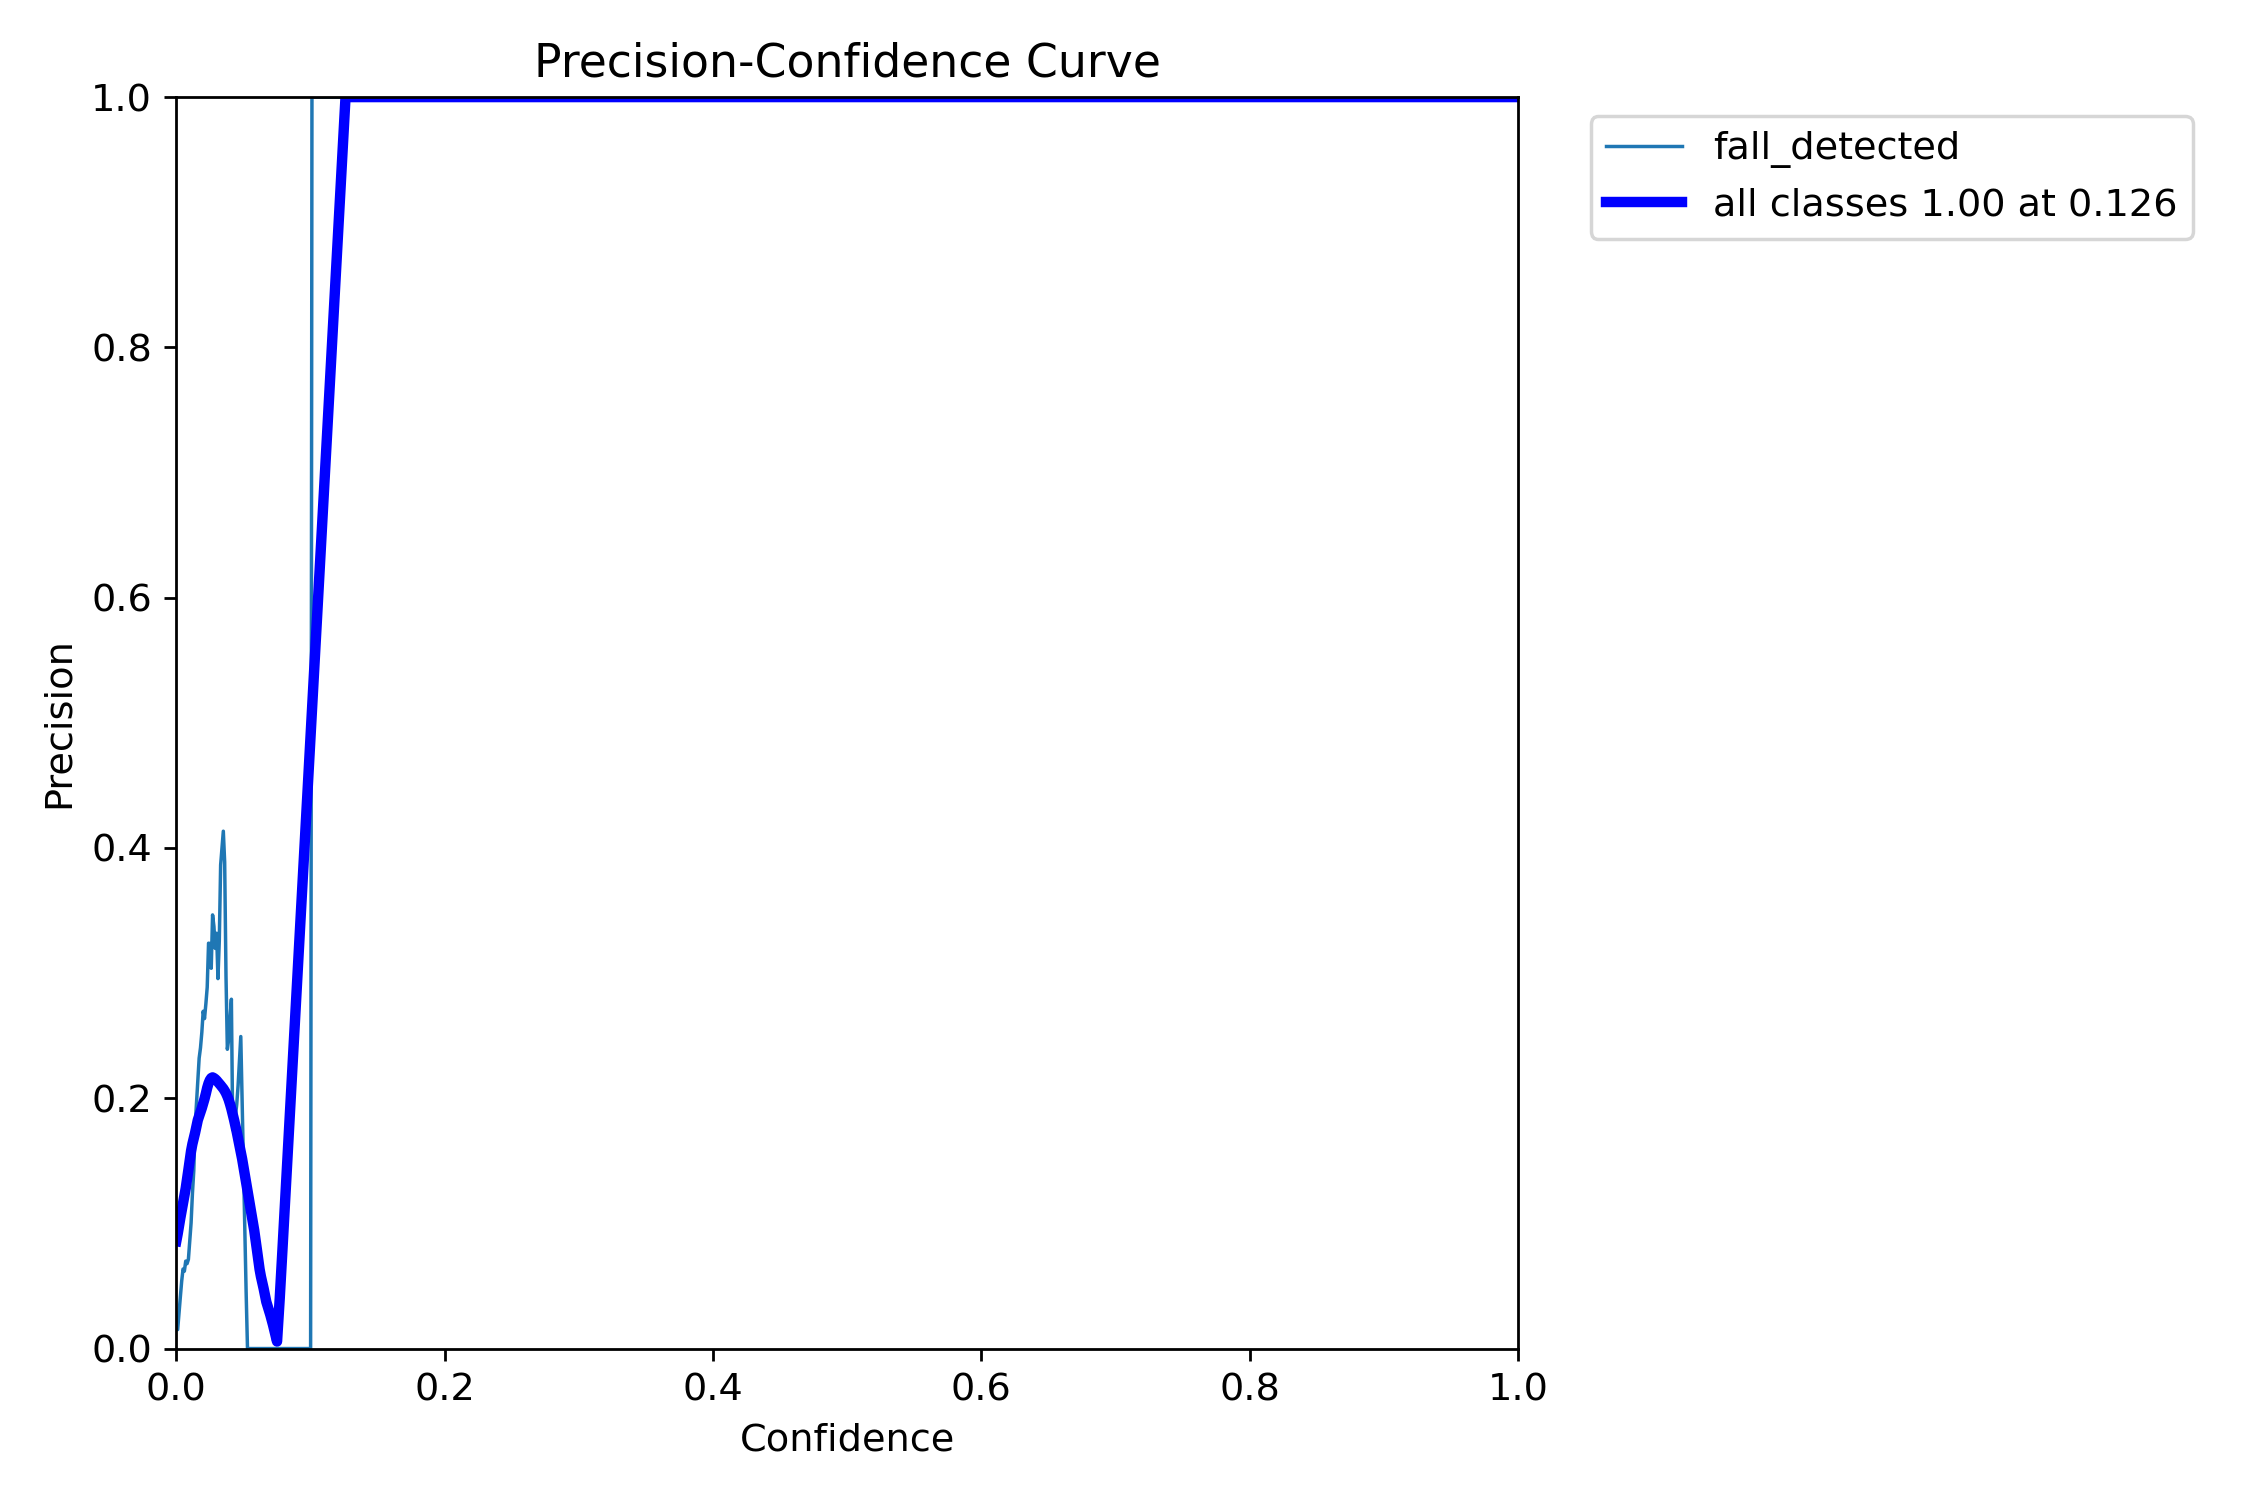 Precision-Confidence Curve
1.0
0.8
0.6
0.4
0.2
0.0
Precision
0.0 0.2 0.4 0.6 0.8 1.0
Confidence
fall_detected
all classes 1.00 at 0.126